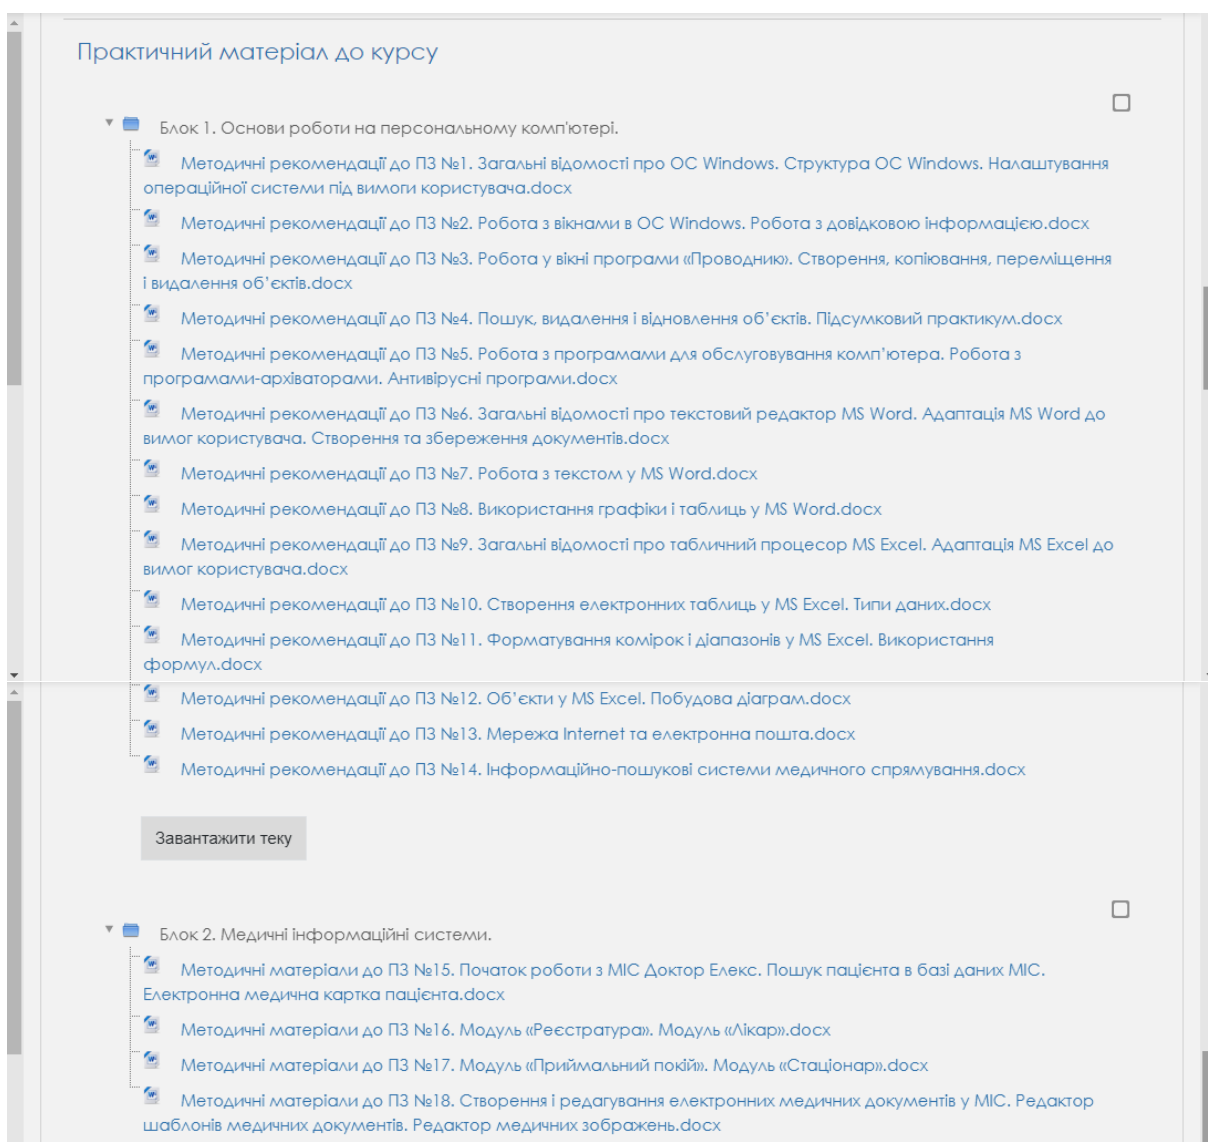 Практичний матеріал до курсу
Блок 1. Основи роботи на персональному комп'ютері.
Методичні рекомендації до ПЗ №1. Загальні відомості про ОС Windows. Структура ОС Windows. Налаштування
операційної системи під вимоги користувача.docx
Методичні рекомендації до ПЗ №2. Робота з вікнами в ОС Windows. Робота з довідковою інформацією.docx
Методичні рекомендації до ПЗ №3. Робота у вікні програми «Проводник». Створення, копіювання, переміщення
і видалення об’єктів.docx
Методичні рекомендації до ПЗ №4. Пошук, видалення і відновлення об’єктів. Підсумковий практикум.docx
Методичні рекомендації до ПЗ №5. Робота з програмами для обслуговування комп’ютера. Робота з
програмами-архіваторами. Антивірусні програми.docx
Методичні рекомендації до ПЗ №6. Загальні відомості про текстовий редактор MS Word. Адаптація MS Word до
вимог користувача. Створення та збереження документів.docx
Методичні рекомендації до ПЗ №7. Робота з текстом у MS Word.docx
Методичні рекомендації до ПЗ №8. Використання графіки і таблиць у MS Word.docx
Методичні рекомендації до ПЗ №9. Загальні відомості про табличний процесор MS Excel. Адаптація MS Excel до
вимог користувача.docx
Методичні рекомендації до ПЗ №10. Створення електронних таблиць у MS Excel. Типи даних.docx
Методичні рекомендації до ПЗ №11. Форматування комірок і діапазонів у MS Excel. Використання
формул.docx
Методичні рекомендації до ПЗ №12. Об’єкти у MS Excel. Побудова діаграм.docx
Методичні рекомендації до ПЗ №13. Мережа Internet та електронна пошта.docx
Методичні рекомендації до ПЗ №14. Інформаційно-пошукові системи медичного спрямування.docx
Завантажити теку
Блок 2. Медичні інформаційні системи.
Методичні матеріали до ПЗ №15. Початок роботи з МІС Доктор Елекс. Пошук пацієнта в базі даних МІС.
Електронна медична картка пацієнта.docx
Методичні матеріали до ПЗ №16. Модуль «Реєстратура». Модуль «Лікар».docx
Методичні матеріали до ПЗ №17. Модуль «Приймальний покій». Модуль «Стаціонар».docx
Методичні матеріали до ПЗ №18. Створення і редагування електронних медичних документів у МІС. Редактор
шаблонів медичних документів. Редактор медичних зображень.docx